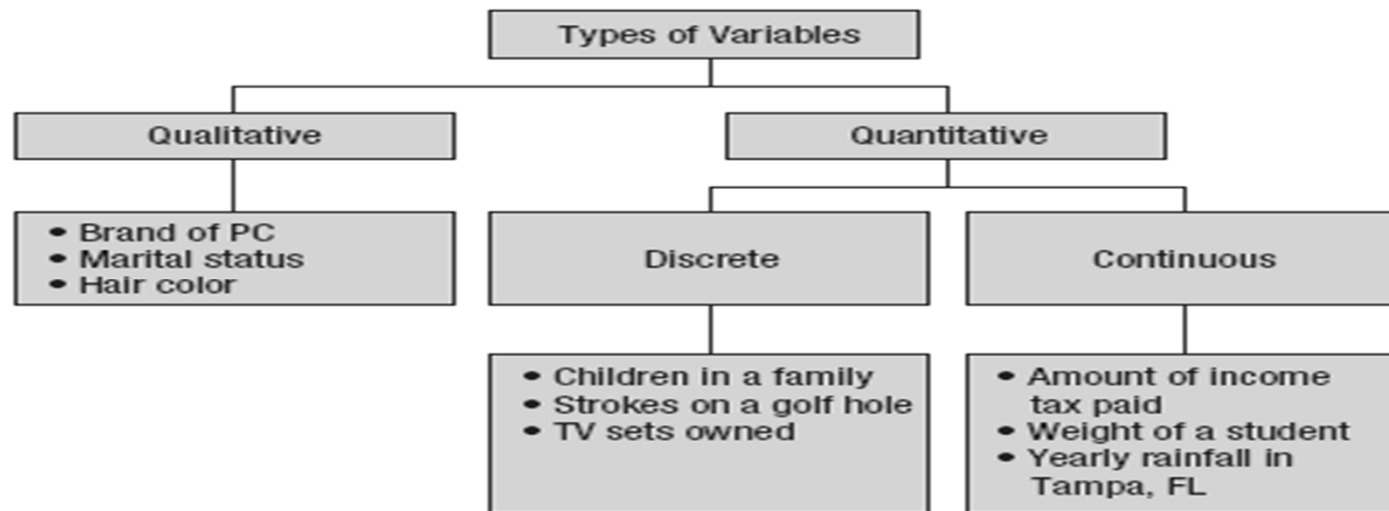 Types of Variables
Qualitative
Quantitative
• Brand of PC
• Marital status
• Hair color
Discrete
Continuous
• Children in a family
• Strokes on a golf hole
• TV sets owned
• Amount of income
tax paid
• Weight of a student
• Yearly rainfall in
Tampa, FL